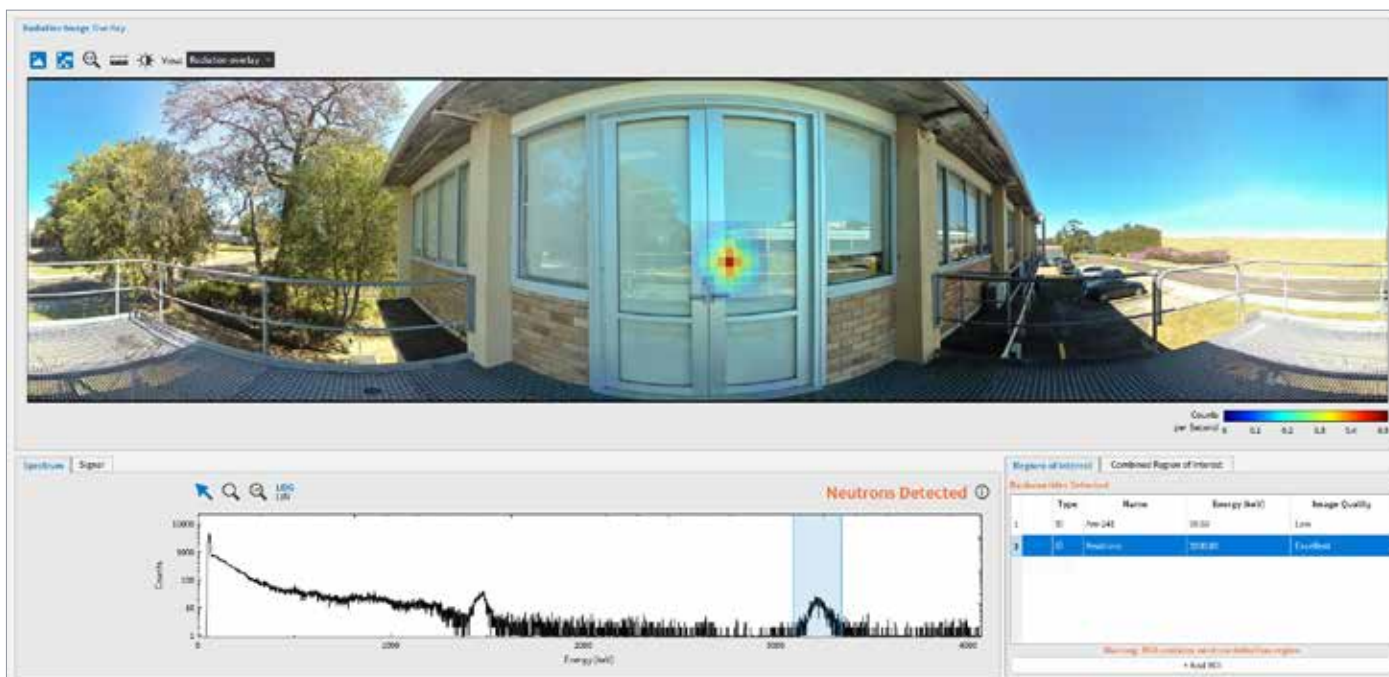 Radiation Image Overlay
View: Radiation overlay
Counts
per Second
0 0.1 0.2 0.3 0.4
Spectrum Signal
LOG
LIN
Neutrons Detected
10000
1000
100
10
1
Counts
0 1000 2000 3000 4000
Energy (keV)
Regions of Interest Combined Region of Interest
Radionuclides Detected
Type Name Energy (keV) Image Quality
1 ID Am-241 Low
ID Neutrons Excellent
+ Add ROI